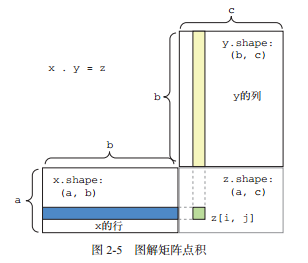 c
x . y = z
y.shape:
(b, c)
b
y的列
b
x.shape:
(a, b)
z.shape:
(a, c)
a
z[i, j]
x的行
图 2-5 图解矩阵点积